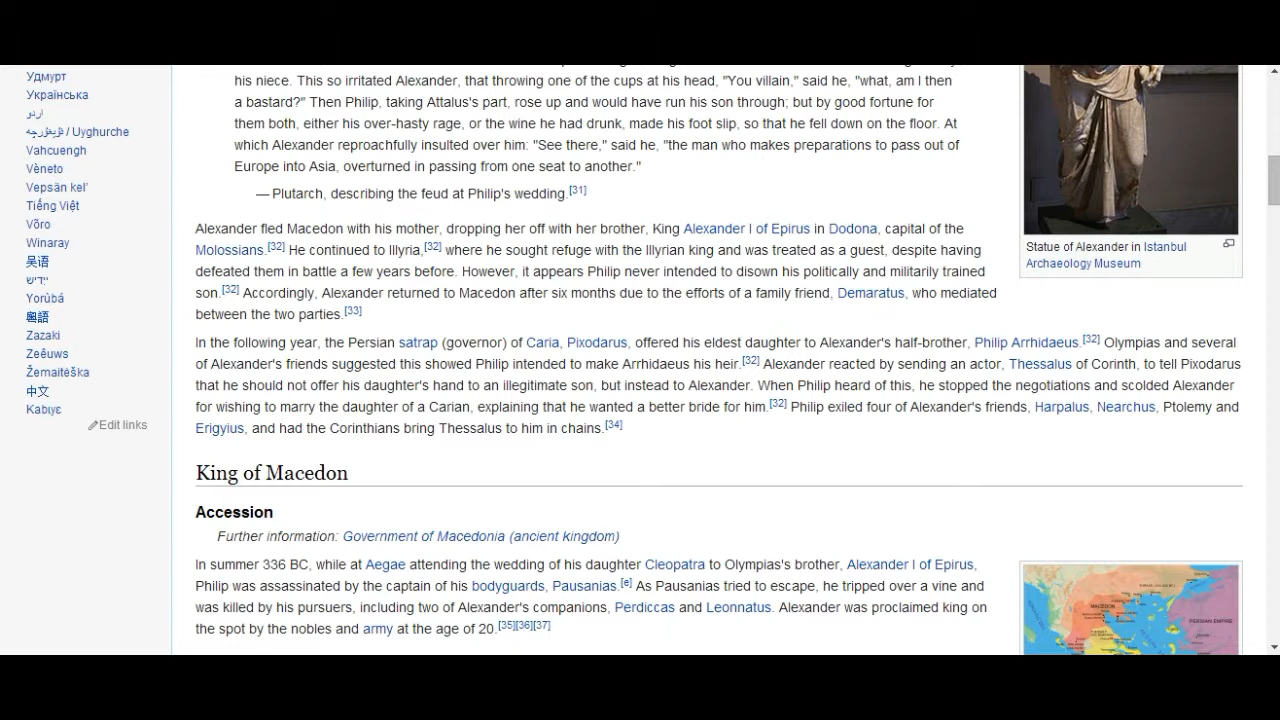 Удмурт
Українська
اردو
ئۇيغۇرچە / Uyghurche
Vahcuengh
Vèneto
Vepsän kel’
Tiếng Việt
Võro
Winaray
吴语
ייִדיש
Yorùbá
粵語
Zazaki
Zeêuws
Žemaitėška
中文
Kabɩyɛ
Edit links
his niece. This so irritated Alexander, that throwing one of the cups at his head, "You villain," said he, "what, am I then
a bastard?" Then Philip, taking Attalus's part, rose up and would have run his son through; but by good fortune for
them both, either his over-hasty rage, or the wine he had drunk, made his foot slip, so that he fell down on the floor. At
which Alexander reproachfully insulted over him: "See there," said he, "the man who makes preparations to pass out of
Europe into Asia, overturned in passing from one seat to another."
— Plutarch, describing the feud at Philip's wedding.[31]
Alexander fled Macedon with his mother, dropping her off with her brother, King Alexander I of Epirus in Dodona, capital of the
Molossians.[32] He continued to Illyria,[32] where he sought refuge with the Illyrian king and was treated as a guest, despite having
defeated them in battle a few years before. However, it appears Philip never intended to disown his politically and militarily trained
son.[32] Accordingly, Alexander returned to Macedon after six months due to the efforts of a family friend, Demaratus, who mediated
between the two parties.[33]
In the following year, the Persian satrap (governor) of Caria, Pixodarus, offered his eldest daughter to Alexander's half-brother, Philip Arrhidaeus.[32] Olympias and several
of Alexander's friends suggested this showed Philip intended to make Arrhidaeus his heir.[32] Alexander reacted by sending an actor, Thessalus of Corinth, to tell Pixodarus
that he should not offer his daughter's hand to an illegitimate son, but instead to Alexander. When Philip heard of this, he stopped the negotiations and scolded Alexander
for wishing to marry the daughter of a Carian, explaining that he wanted a better bride for him.[32] Philip exiled four of Alexander's friends, Harpalus, Nearchus, Ptolemy and
Erigyius, and had the Corinthians bring Thessalus to him in chains.[34]
Statue of Alexander in Istanbul
Archaeology Museum
King of Macedon
Accession
Further information: Government of Macedonia (ancient kingdom)
In summer 336 BC, while at Aegae attending the wedding of his daughter Cleopatra to Olympias's brother, Alexander I of Epirus,
Philip was assassinated by the captain of his bodyguards, Pausanias.[e] As Pausanias tried to escape, he tripped over a vine and
was killed by his pursuers, including two of Alexander's companions, Perdiccas and Leonnatus. Alexander was proclaimed king on
the spot by the nobles and army at the age of 20.[35][36][37]
MACEDON
PERSIAN EMPIRE